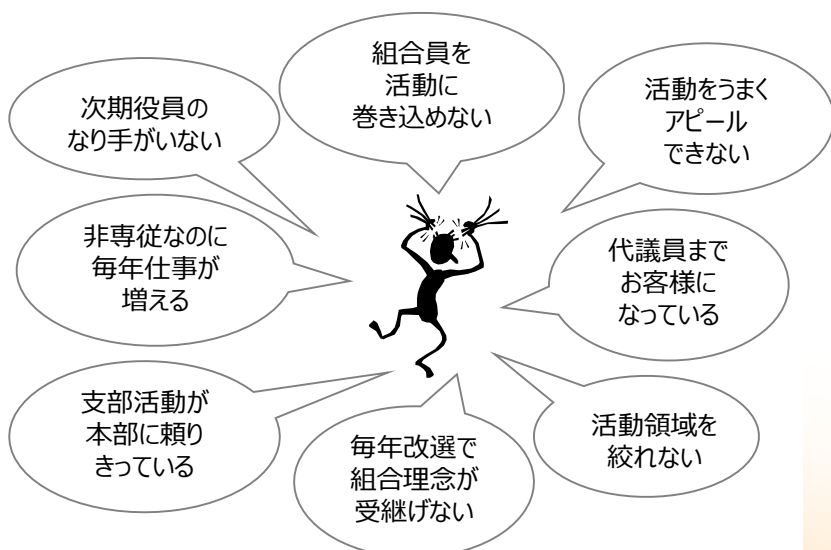 組合員を
活動に
巻き込めない
次期役員の
なり手がいない
活動をうまく
アピール
できない
非専従なのに
毎年仕事が
増える
代議員まで
お客様に
なっている
支部活動が
本部に頼り
きっている
毎年改選で
組合理念が
受継げない
活動領域を
絞れない